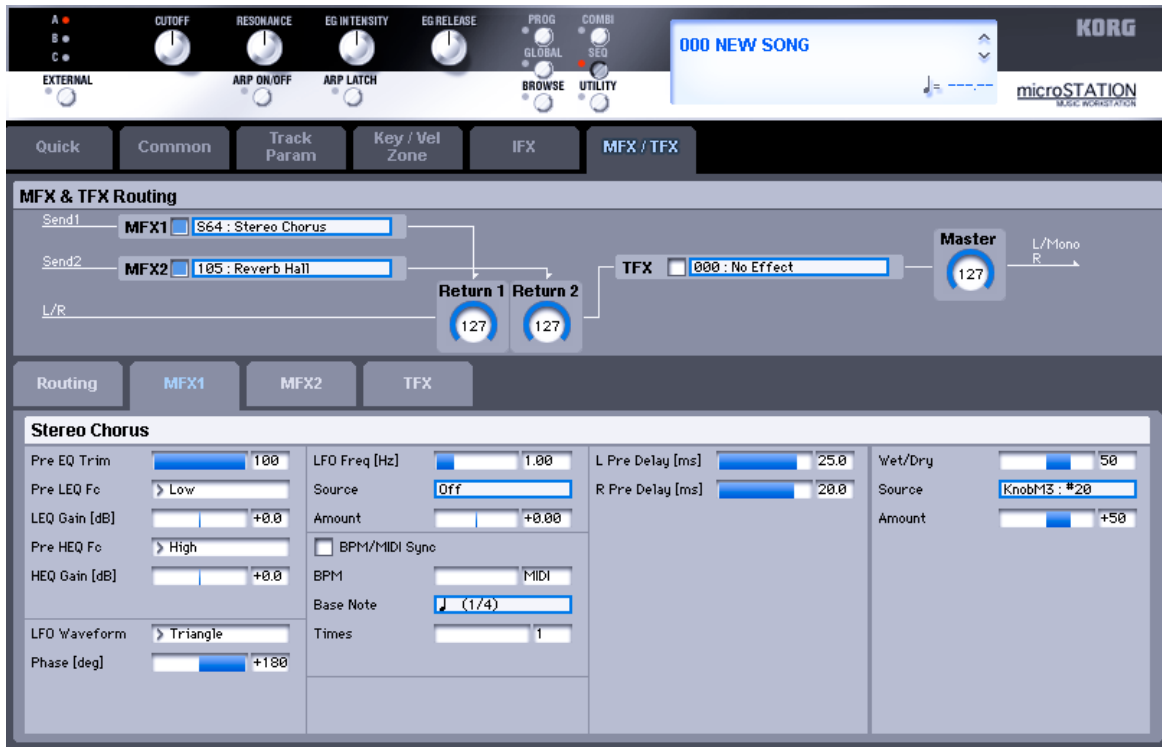 A
B
C
EXTERNAL
CUTOFF
RESONANCE
EG INTENSITY
EG RELEASE
ARP ON/OFF
ARP LATCH
PROG
COMBI
GLOBAL
SEQ
BROWSE
UTILITY
000 NEW SONG
♩= ---.--
KORG
microSTATION
MUSIC WORKSTATION
Quick
Common
Track
Param
Key / Vel
Zone
IFX
MFX / TFX
MFX & TFX Routing
Send1
MFX1
S64 : Stereo Chorus
Send2
MFX2
105 : Reverb Hall
L/R
Return 1
127
Return 2
127
TFX
000 : No Effect
Master
127
L/Mono
R
Routing
MFX1
MFX2
TFX
Stereo Chorus
Pre EQ Trim 100
Pre LEQ Fc > Low
LEQ Gain [dB] +0.0
Pre HEQ Fc > High
HEQ Gain [dB] +0.0
LFO Waveform > Triangle
Phase [deg] +180
LFO Freq [Hz] 1.00
Source Off
Amount +0.00
BPM/MIDI Sync
BPM MIDI
Base Note ♩ (1/4)
Times 1
L Pre Delay [ms] 25.0
R Pre Delay [ms] 20.0
Wet/Dry 50
Source KnobM3 : #20
Amount +50